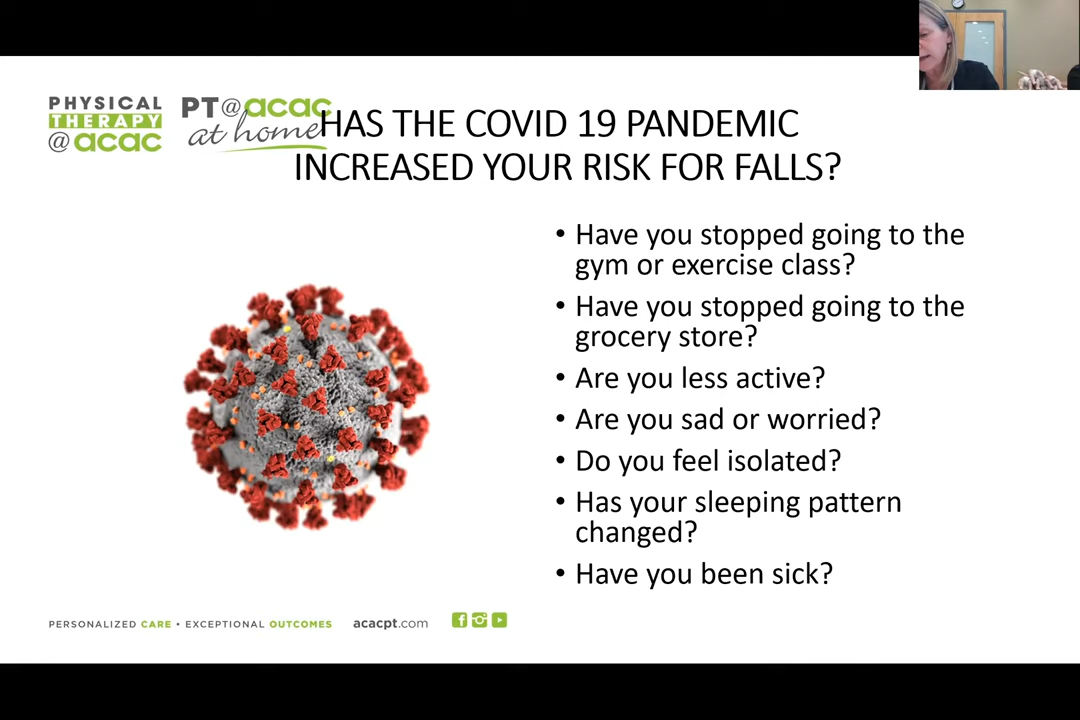 PHYSICAL
THERAPY
@acac
PT@acac
at home
HAS THE COVID 19 PANDEMIC
INCREASED YOUR RISK FOR FALLS?
• Have you stopped going to the
gym or exercise class?
• Have you stopped going to the
grocery store?
• Are you less active?
• Are you sad or worried?
• Do you feel isolated?
• Has your sleeping pattern
changed?
• Have you been sick?
PERSONALIZED CARE • EXCEPTIONAL OUTCOMES acacpt.com